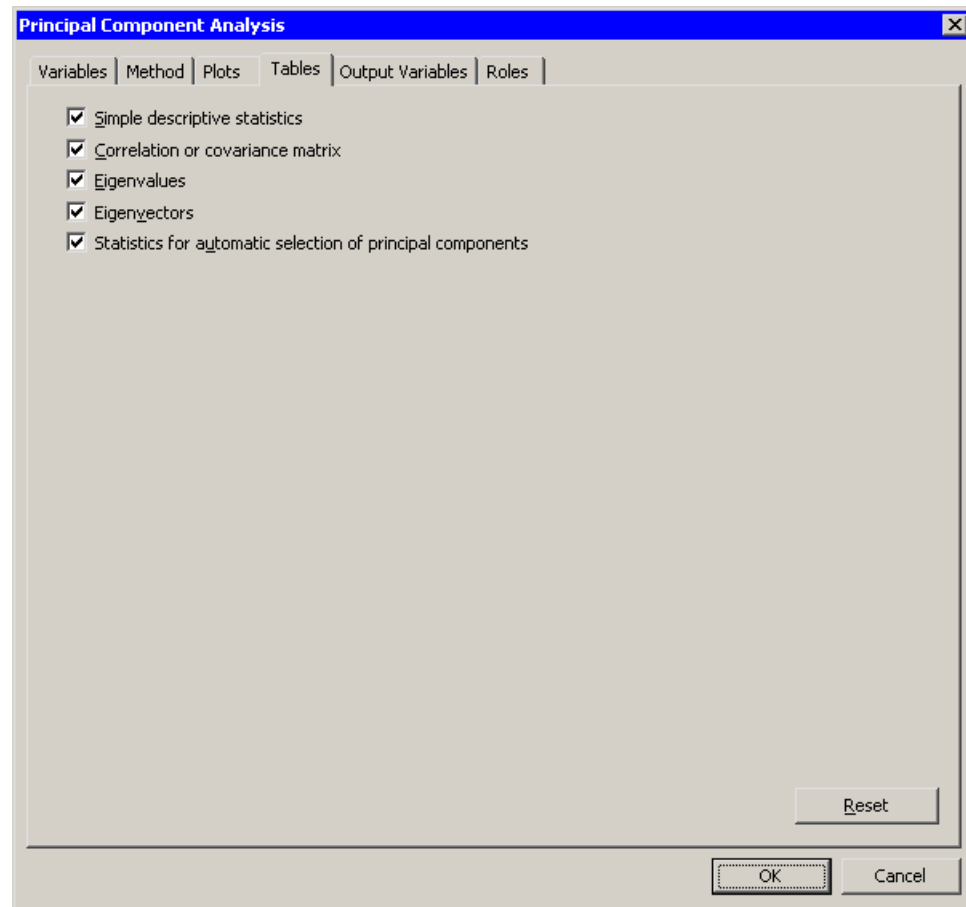 Principal Component Analysis
Variables Method Plots Tables Output Variables Roles
Simple descriptive statistics
Correlation or covariance matrix
Eigenvalues
Eigenvectors
Statistics for automatic selection of principal components
Reset
OK Cancel